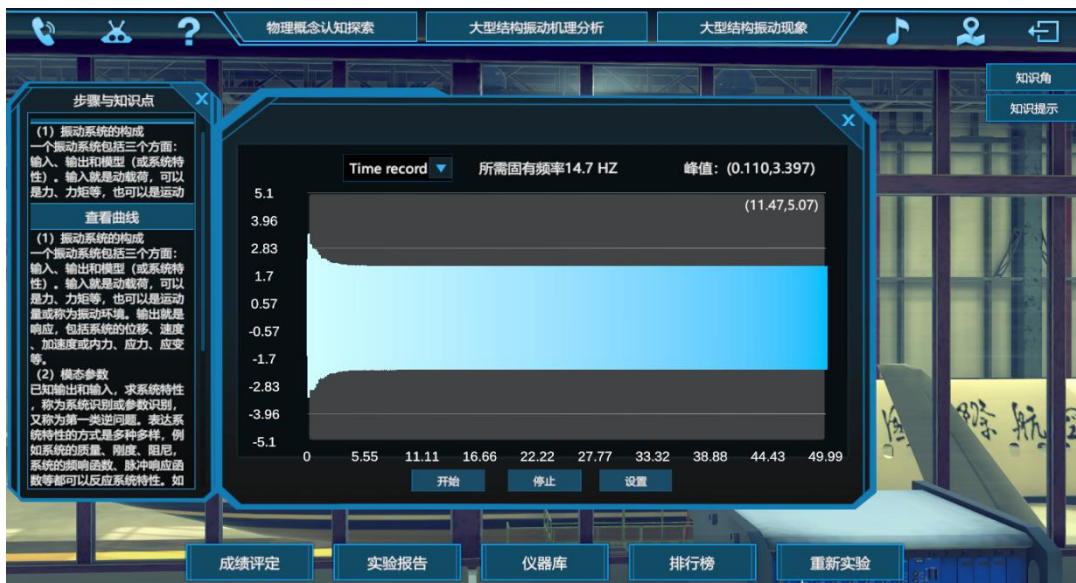 物理概念认知探索
大型结构振动机理分析
大型结构振动现象
知识角
知识提示
步骤与知识点
X
(1) 振动系统的构成
一个振动系统包括三个方面：
输入、输出和模型（或系统特
性）。输入就是动载荷，可以
是力、力矩等，也可以是运动
查看曲线
(1) 振动系统的构成
一个振动系统包括三个方面：
输入、输出和模型（或系统特
性）。输入就是动载荷，可以
是力、力矩等，也可以是运动
量或称为振动环境。输出就是
响应，包括系统的位移、速度
、加速度或内力、应力、应变
等。
(2) 模态参数
已知输出和输入，求系统特性
，称为系统识别或参数识别，
又称为第一类逆问题。表达系
统特性的方式是多种多样，例
如系统的质量、刚度、阻尼，
系统的频响函数、脉冲响应函
数等都可以反应系统特性。如
X
Time record
所需固有频率14.7 HZ
峰值：(0.110,3.397)
(11.47,5.07)
5.1
3.96
2.83
1.7
0.57
-0.57
-1.7
-2.83
-3.96
-5.1
0 5.55 11.11 16.66 22.22 27.77 33.32 38.88 44.43 49.99
开始
停止
设置
成绩评定
实验报告
仪器库
排行榜
重新实验